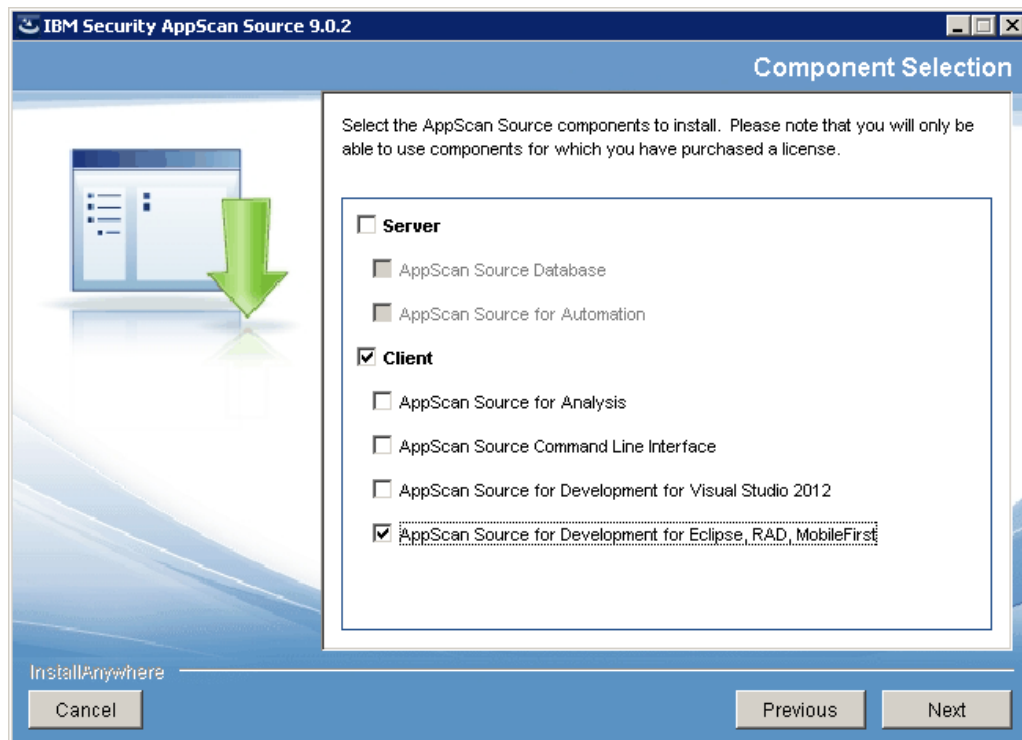 IBM Security AppScan Source 9.0.2
Component Selection
Select the AppScan Source components to install. Please note that you will only be
able to use components for which you have purchased a license.
Server
AppScan Source Database
AppScan Source for Automation
Client
AppScan Source for Analysis
AppScan Source Command Line Interface
AppScan Source for Development for Visual Studio 2012
AppScan Source for Development for Eclipse, RAD, MobileFirst
InstallAnywhere
Cancel
Previous
Next